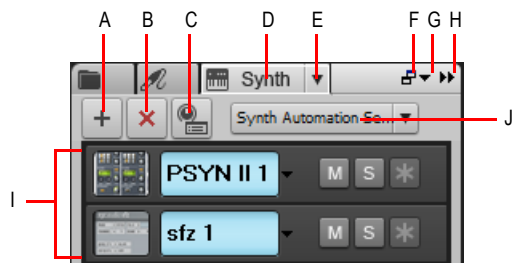 A B C D E F G H
Synth
Synth Automation Se... J
I
PSYN II 1 M S
sfz 1 M S